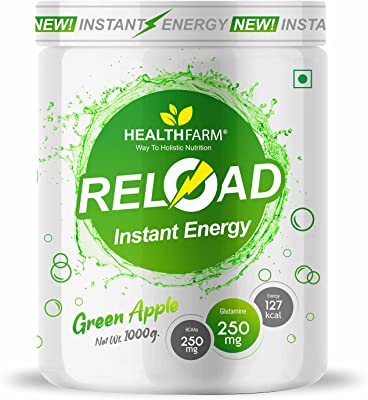 NEW! INSTANT ENERGY NEW!
HEALTHFARM®
Way To Holistic Nutrition
RELOAD
Instant Energy
Green Apple
Net Wt. 1000g.
BCAAs
250
mg
Glutamine
250
mg
Energy
127
kcal